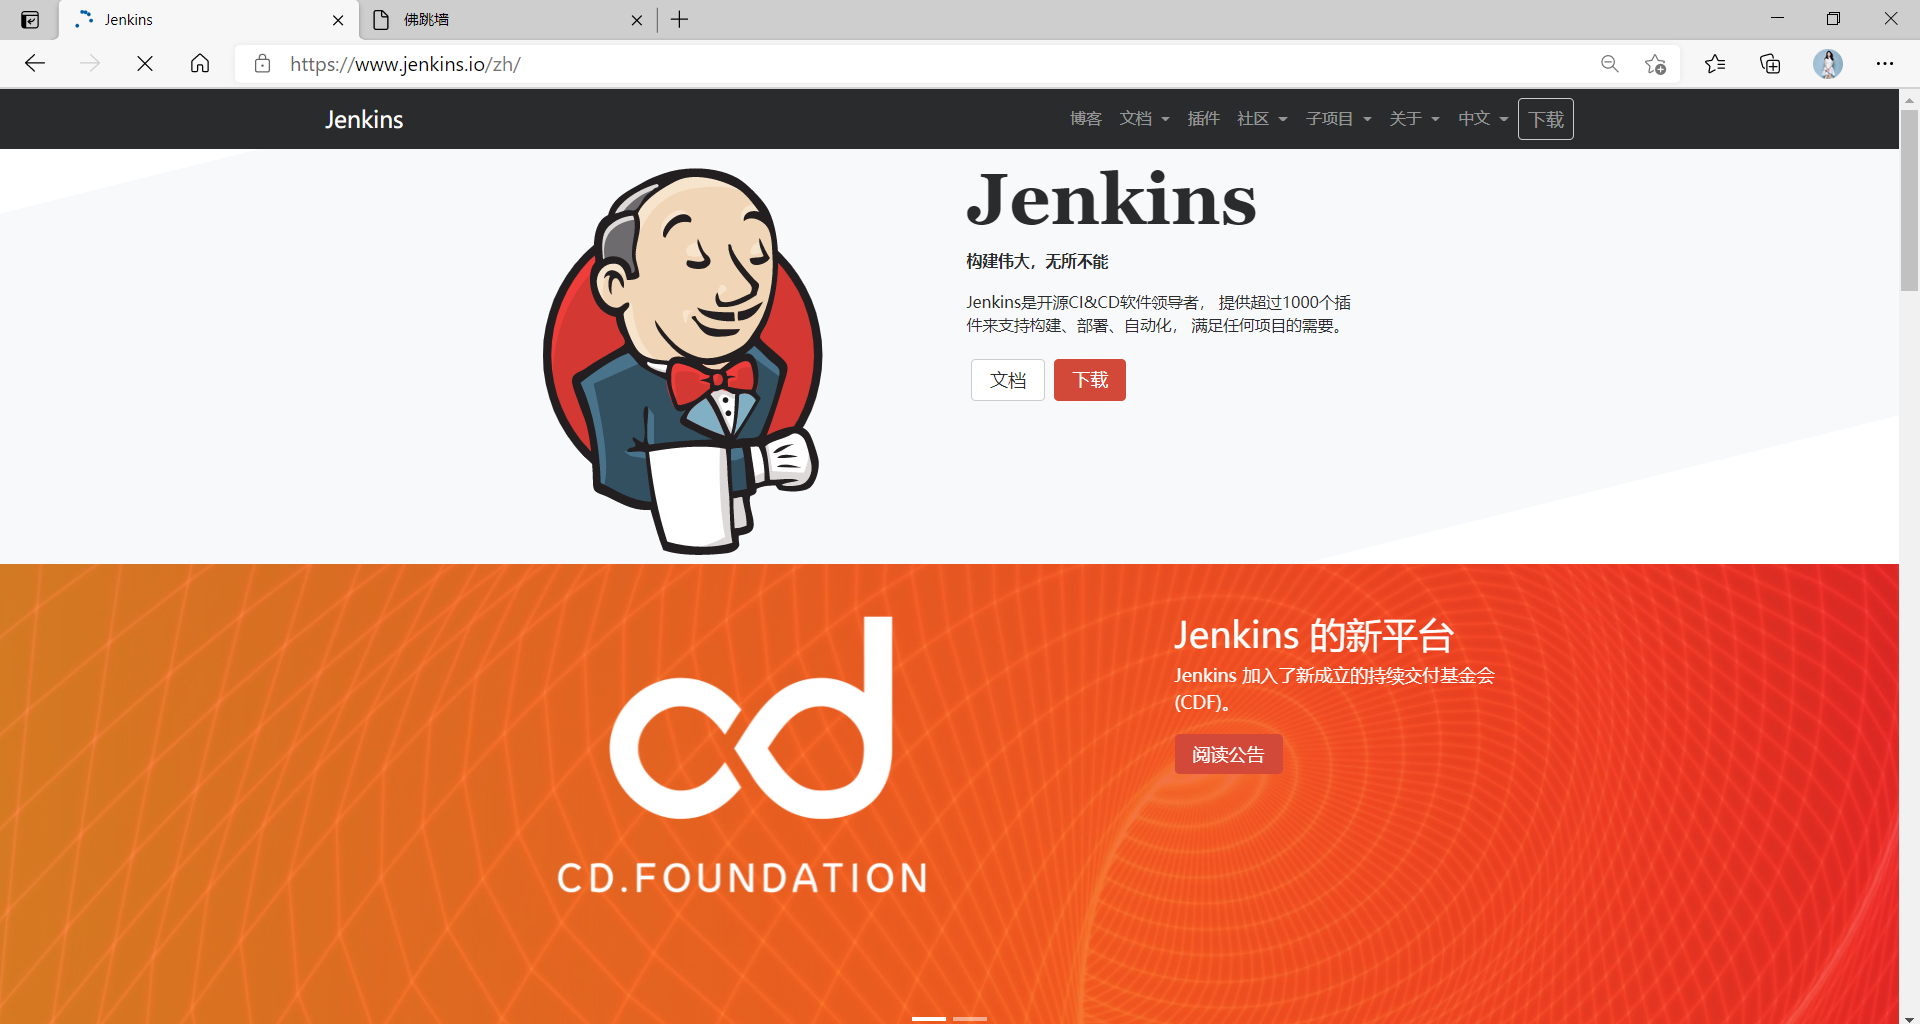 Jenkins
佛跳墙
https://www.jenkins.io/zh/
Jenkins
博客 文档 插件 社区 子项目 关于 中文 下载
Jenkins
构建伟大，无所不能
Jenkins是开源CI&CD软件领导者， 提供超过1000个插
件来支持构建、部署、自动化， 满足任何项目的需要。
文档 下载
cd
CD.FOUNDATION
Jenkins 的新平台
Jenkins 加入了新成立的持续交付基金会
(CDF)。
阅读公告